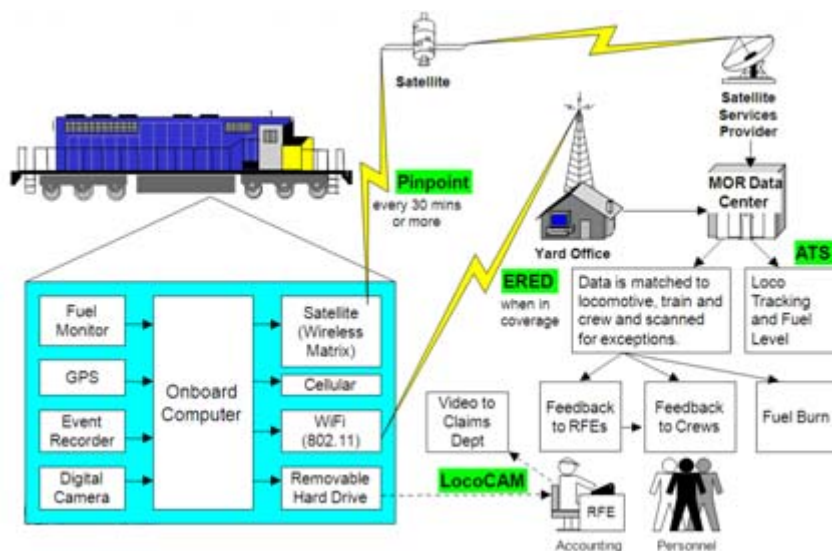 Satellite
Satellite
Services
Provider
Pinpoint
every 30 mins
or more
MOR Data
Center
Yard Office
ATS
ERED
when in
coverage
Data is matched to
locomotive, train and
crew and scanned
for exceptions.
Loco
Tracking
and Fuel
Level
Fuel
Monitor
GPS
Event
Recorder
Digital
Camera
Onboard
Computer
Satellite
(Wireless
Matrix)
Cellular
WiFi
(802.11)
Removable
Hard Drive
Video to
Claims
Dept
Feedback
to RFEs
Feedback
to Crews
Fuel Burn
LocoCAM
RFE
Accounting
Personnel